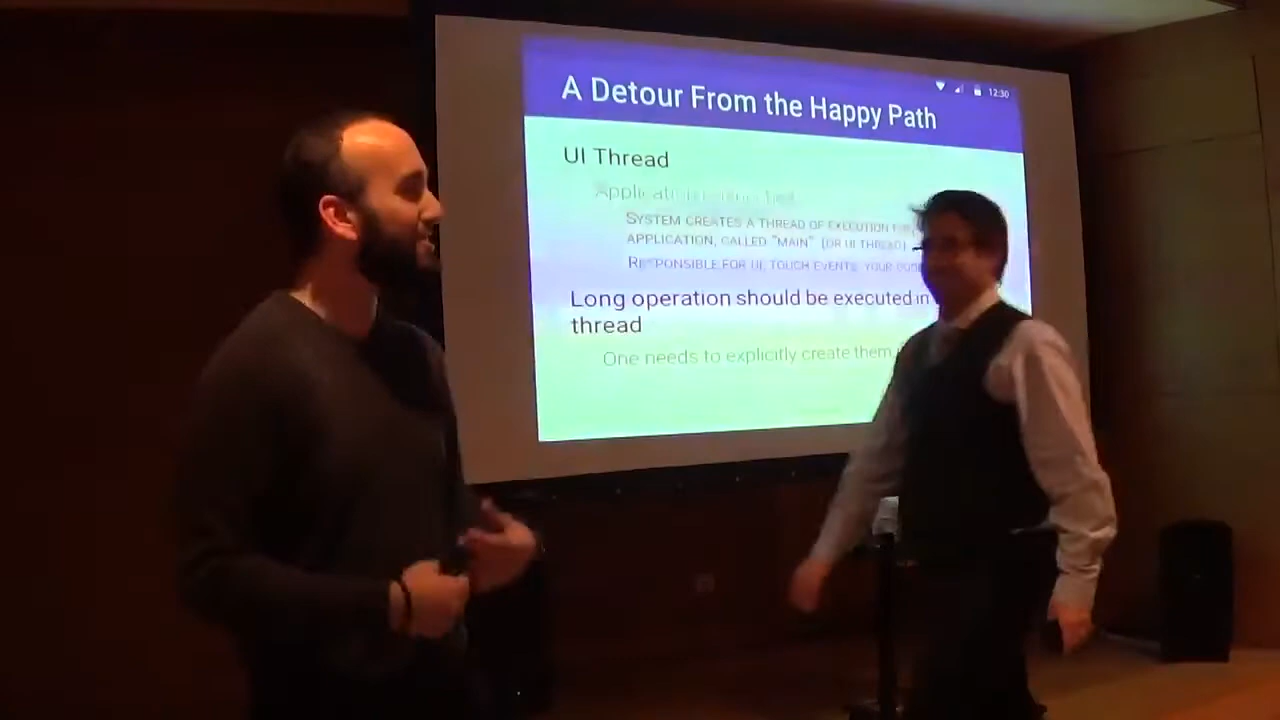 12:30
A Detour From the Happy Path
UI Thread
Application
SYSTEM CREATES A THREAD OF EXECUTION
APPLICATION, CALLED "MAIN" (OR UI THREAD)
RESPONSIBLE FOR UI, TOUCH EVENTS, YOUR
Long operation should be executed in
thread
One needs to explicitly create them,